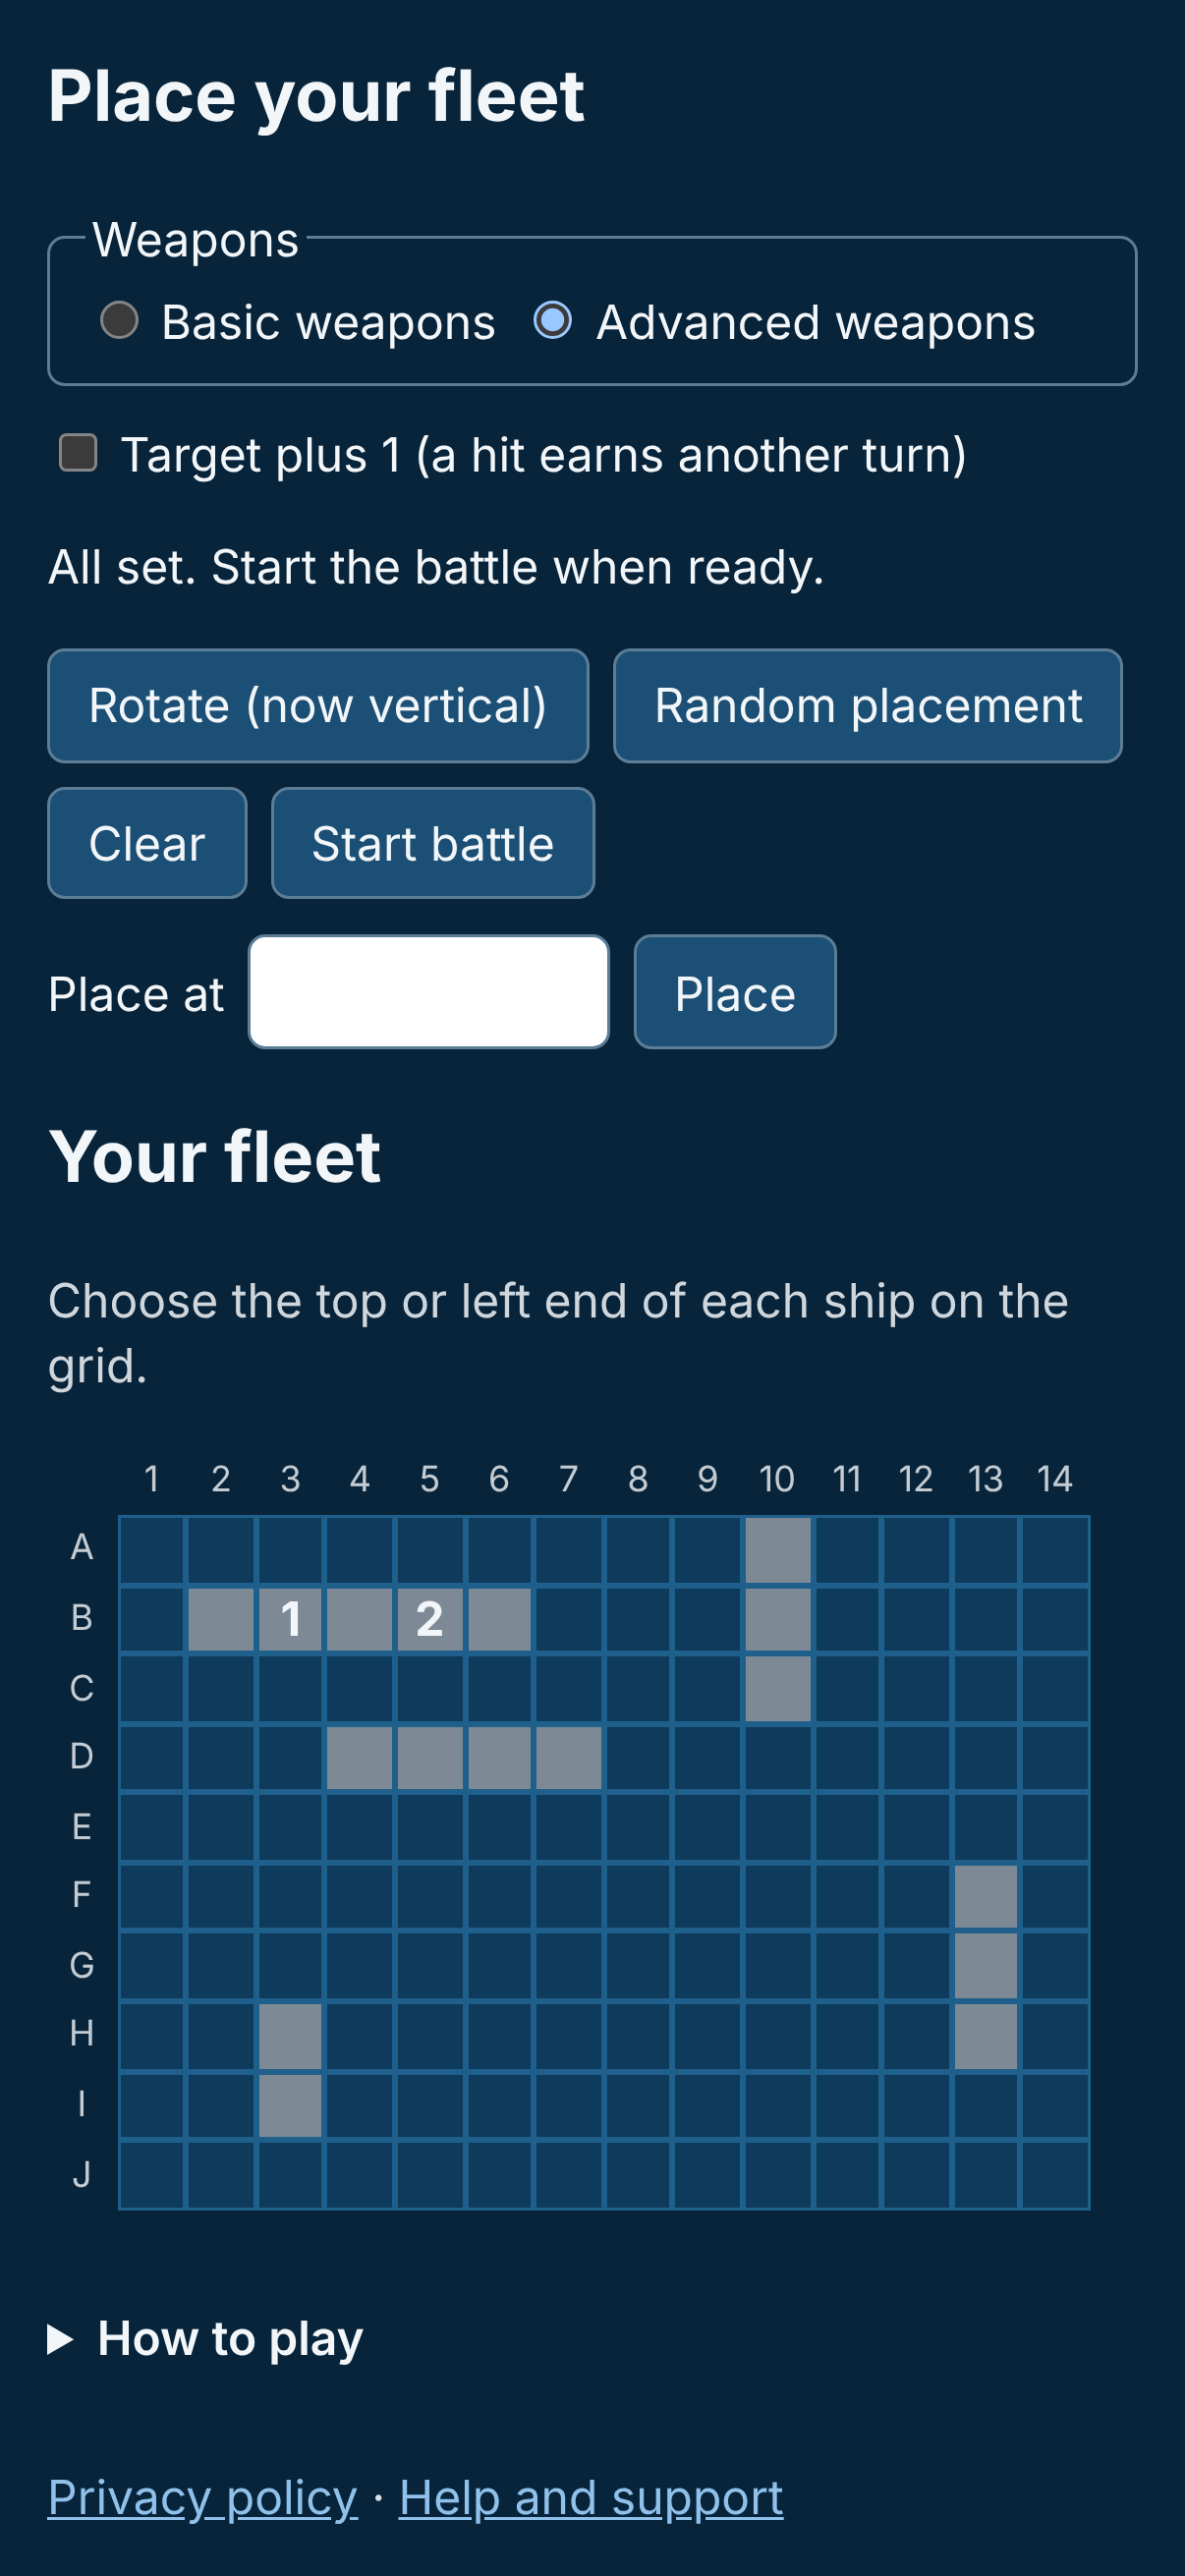 Place your fleet
Weapons
Basic weapons Advanced weapons
Target plus 1 (a hit earns another turn)
All set. Start the battle when ready.
Rotate (now vertical) Random placement
Clear Start battle
Place at Place
Your fleet
Choose the top or left end of each ship on the
grid.
1 2 3 4 5 6 7 8 9 10 11 12 13 14
A
B 1 2
C
D
E
F
G
H
I
J
▶ How to play
Privacy policy · Help and support